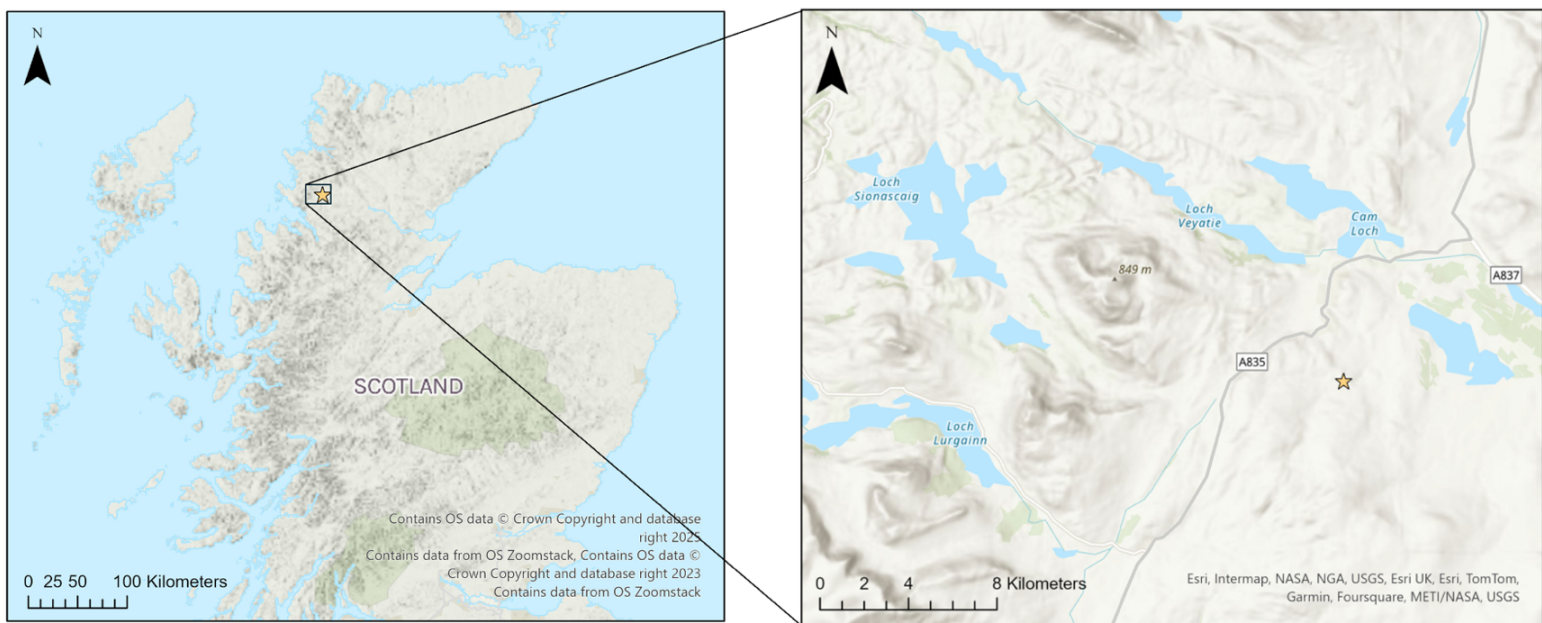 N
SCOTLAND
Contains OS data © Crown Copyright and database
right 2025
Contains data from OS Zoomstack, Contains OS data ©
Crown Copyright and database right 2023
Contains data from OS Zoomstack
0 25 50 100 Kilometers
N
Loch
Sionascaig
Loch
Veyatie
Cam
Loch
849 m
A837
A835
Loch
Lurgainn
0 2 4 8 Kilometers
Esri, Intermap, NASA, NGA, USGS, Esri UK, Esri, TomTom,
Garmin, Foursquare, METI/NASA, USGS